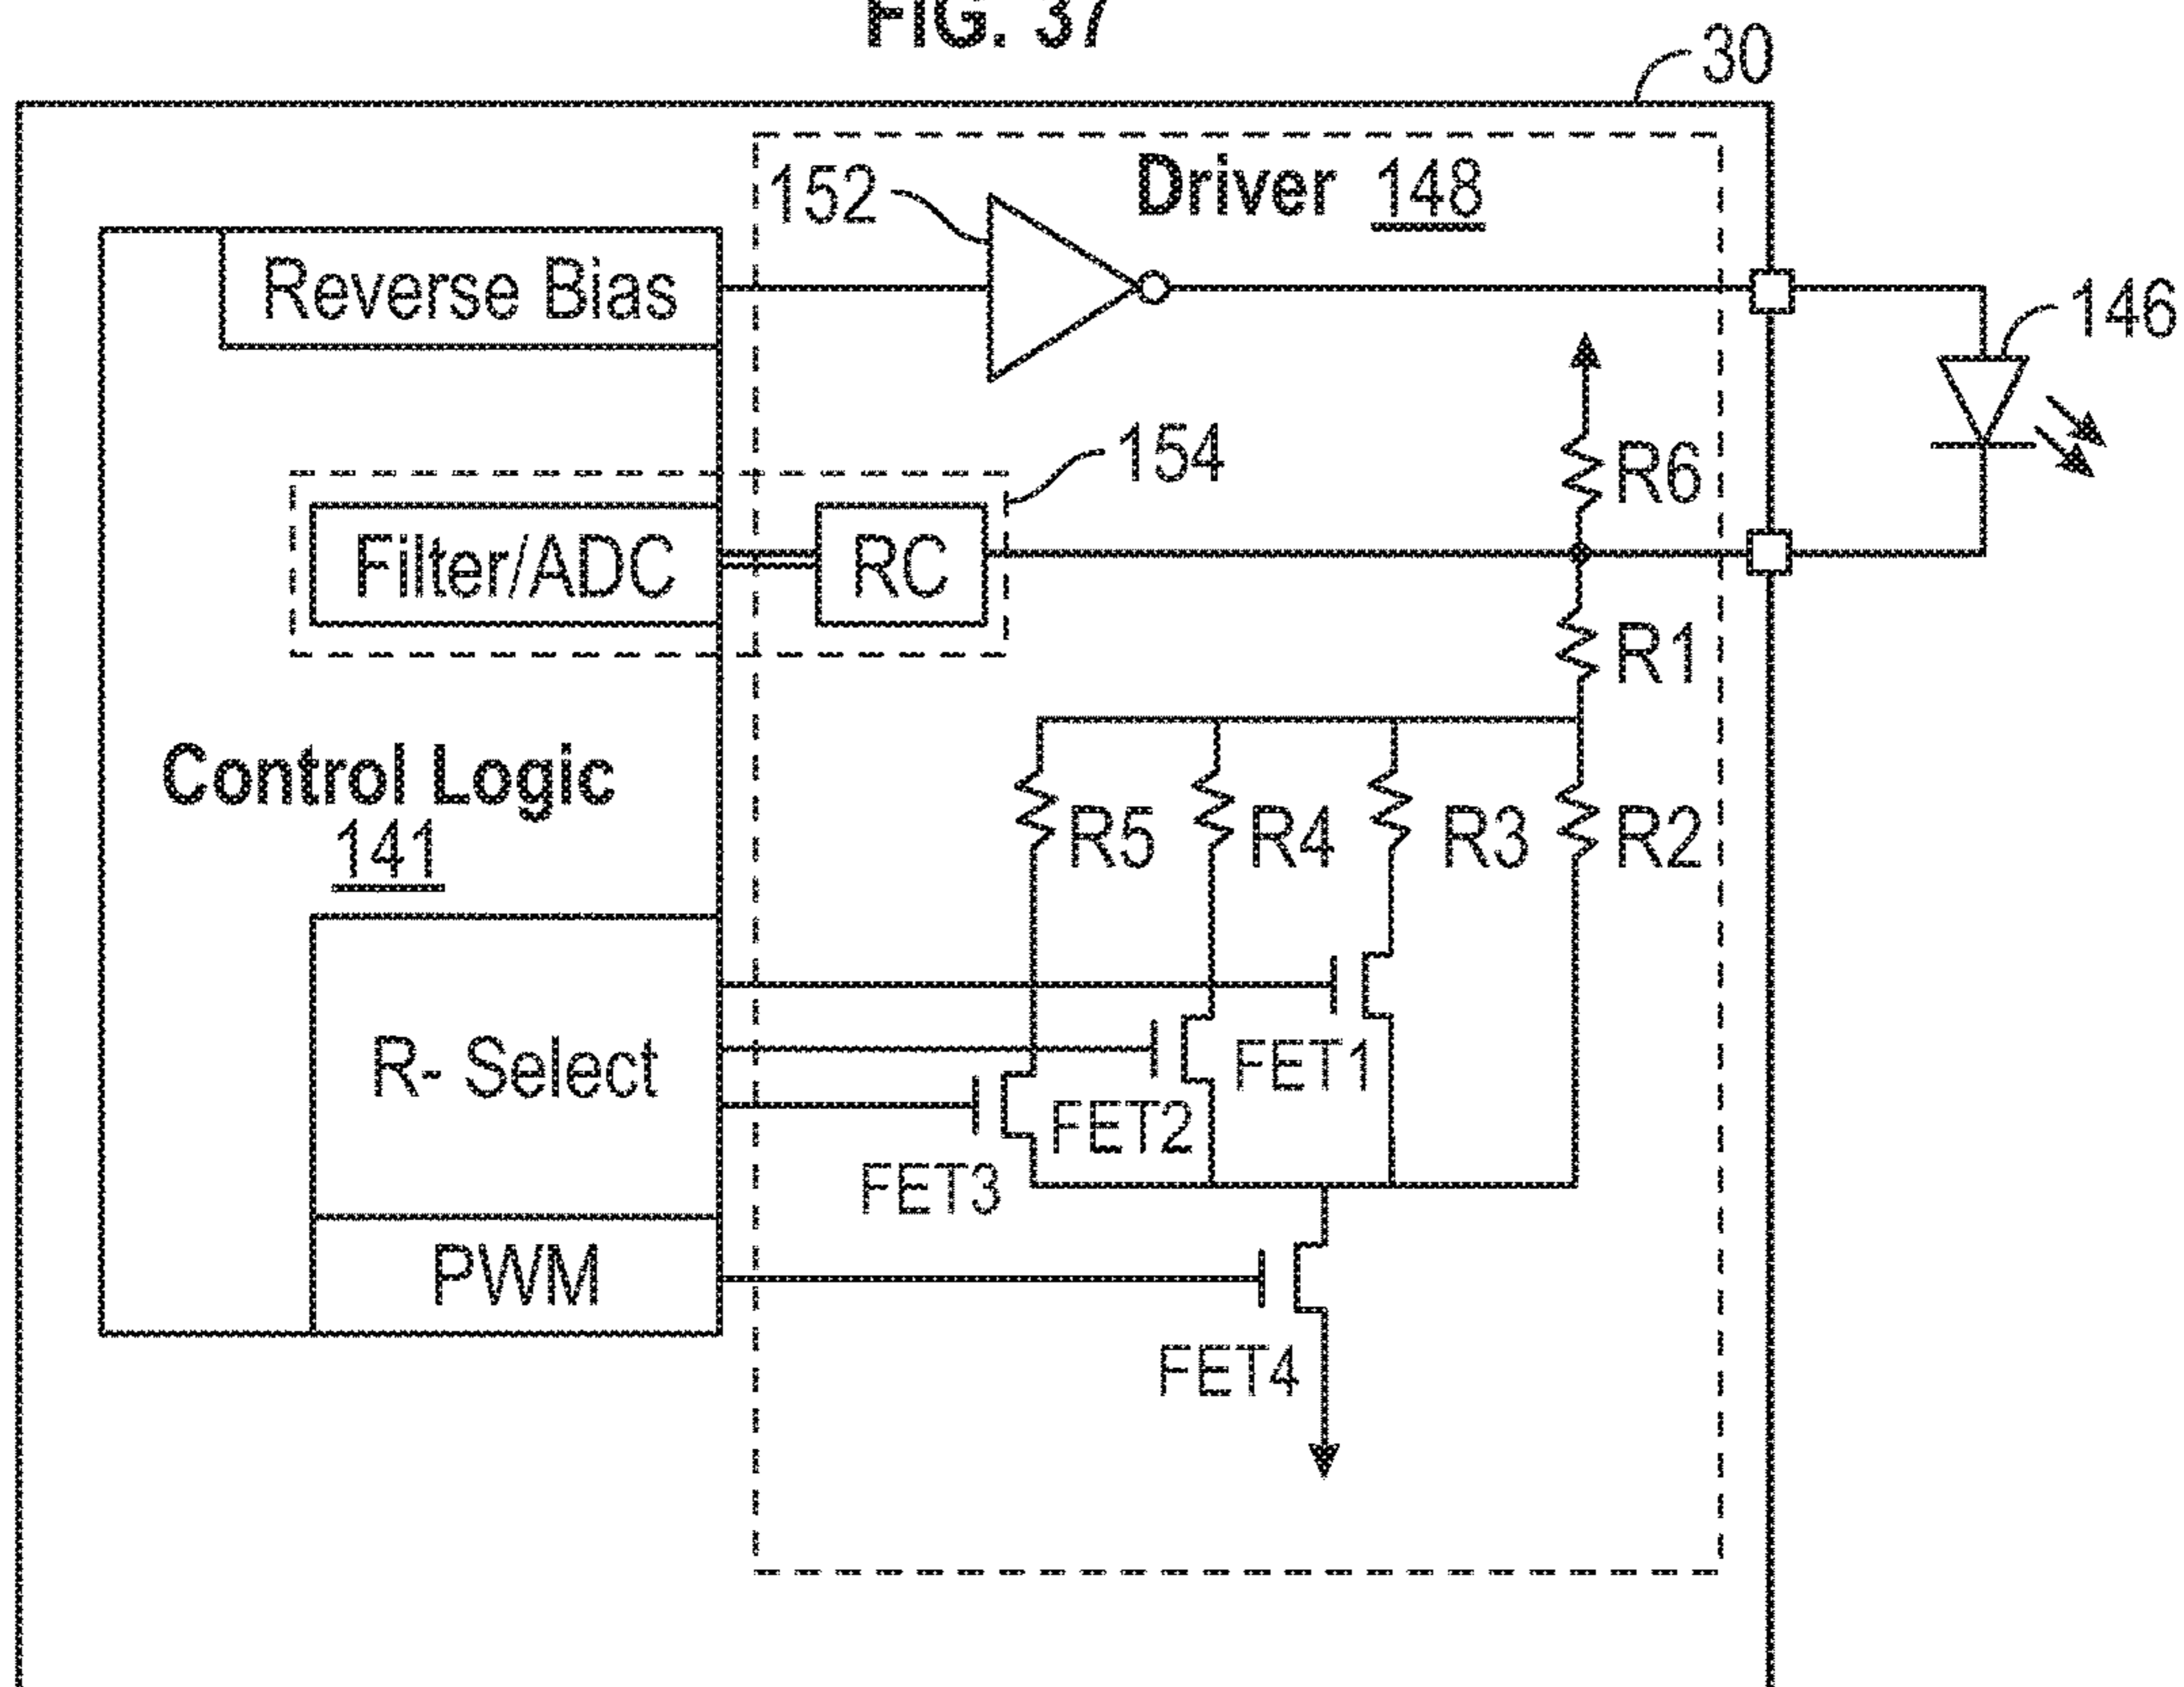 FIG. 37
30
Driver 148
152
Reverse Bias
146
154
R6
Filter/ADC
RC
R1
Control Logic
141
R5
R4
R3
R2
R- Select
FET1
FET2
FET3
PWM
FET4